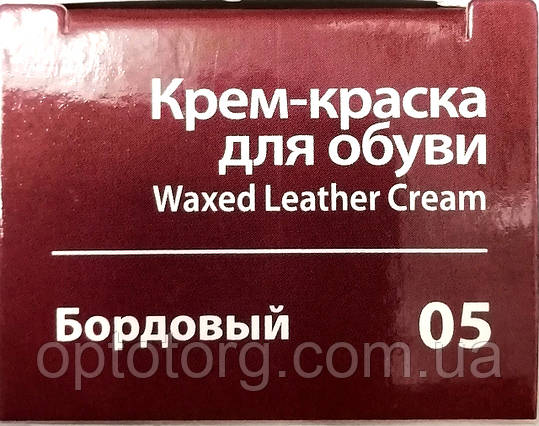 Крем-краска
для обуви
Waxed Leather Cream
Бордовый 05
optotorg.com.ua